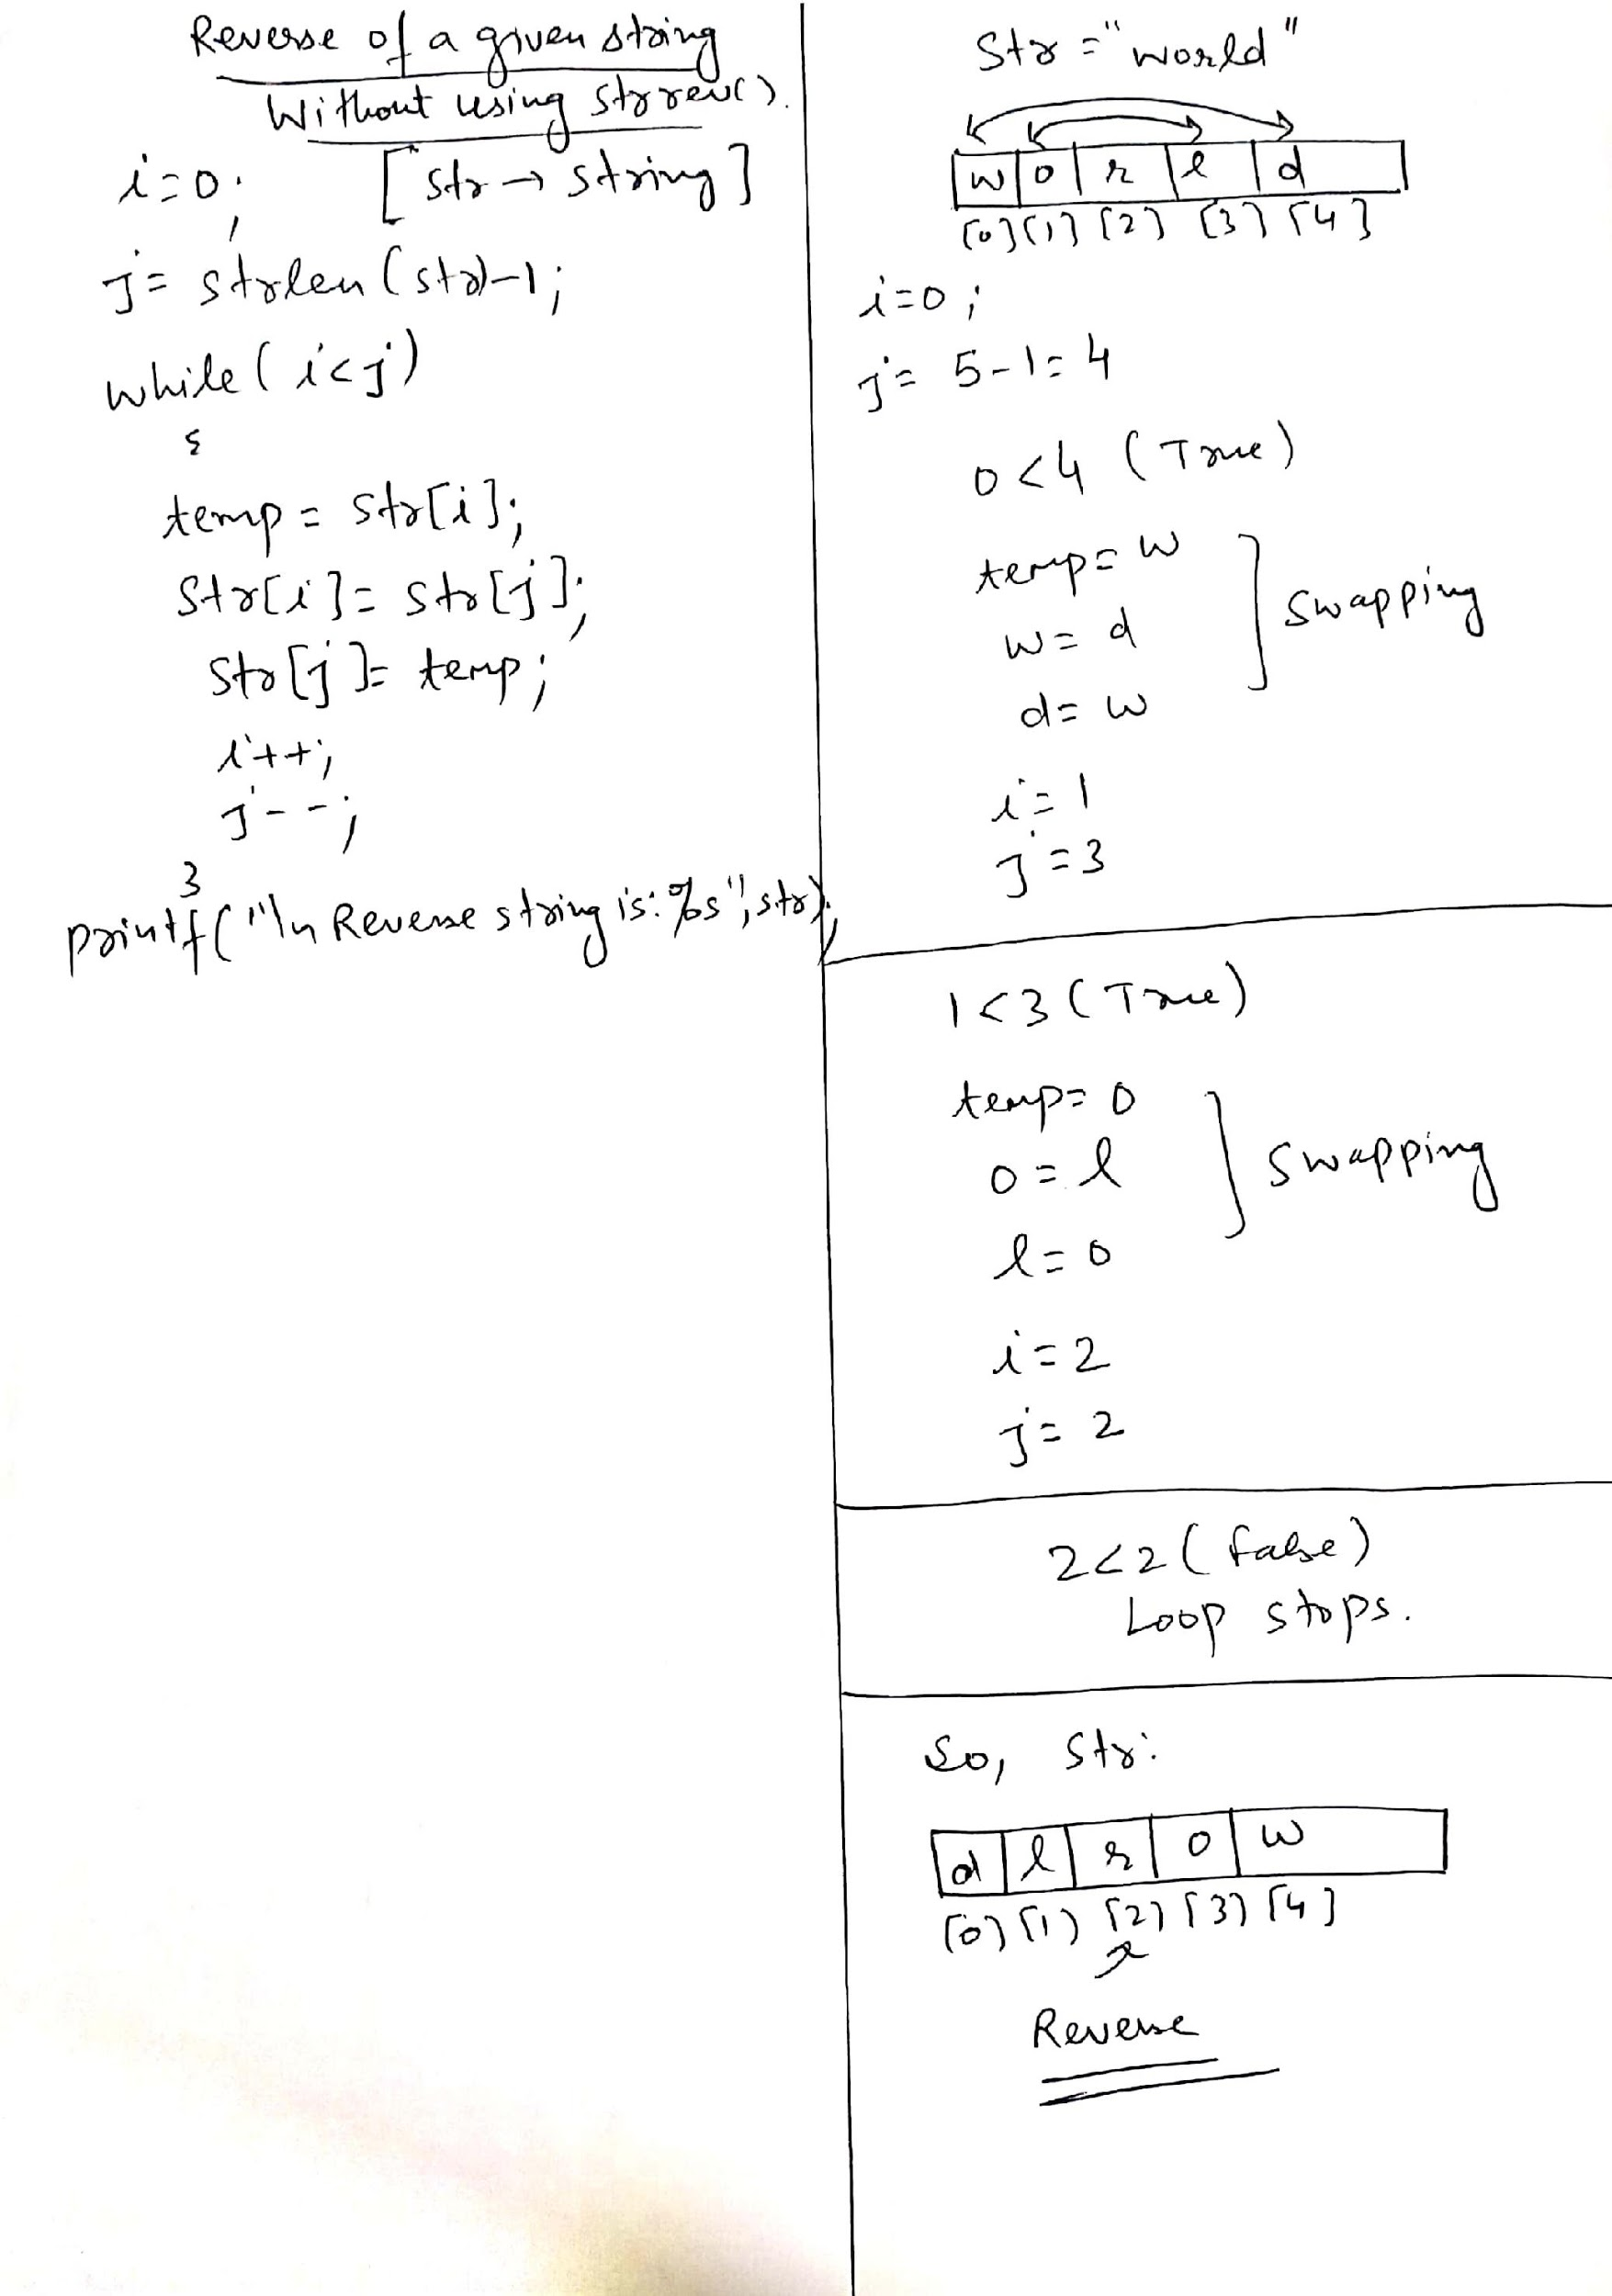 Reverse of a given string
Without using strrev().
i=0; [str → string]
j= strlen(str)-1;
while(i<j)
{
temp = str[i];
Str[i]= str[j];
Str[j]= temp;
i++;
j--;
}
printf("\n Reverse string is: %s", str);
Str = "world"
w o r l d
[0] [1] [2] [3] [4]
i=0;
j= 5-1=4
0<4 (True)
temp= w
w= d
d= w
swapping
i=1
j=3
1<3 (True)
temp= o
o = l
l = o
swapping
i=2
j= 2
2<2 (false)
Loop stops.
So, Str:
d l r o w
[0] [1] [2] [3] [4]
Reverse